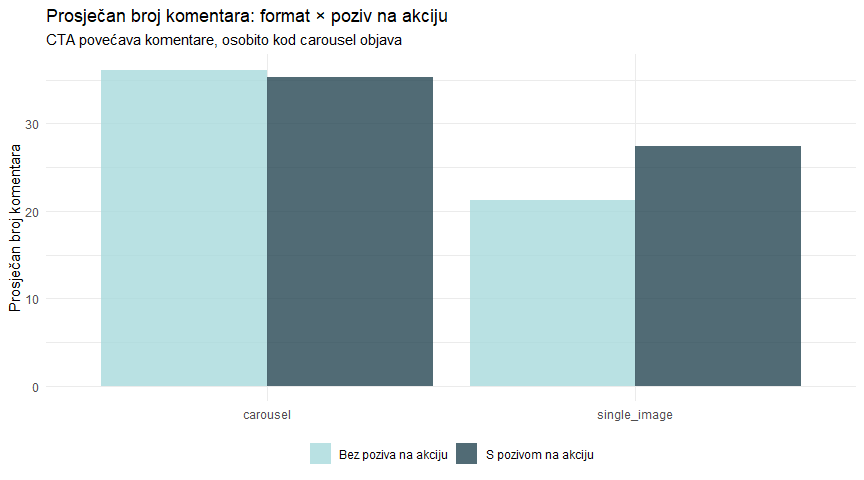 Prosječan broj komentara: format × poziv na akciju
CTA povećava komentare, osobito kod carousel objava
Prosječan broj komentara
30
20
10
0
carousel
single_image
Bez poziva na akciju
S pozivom na akciju